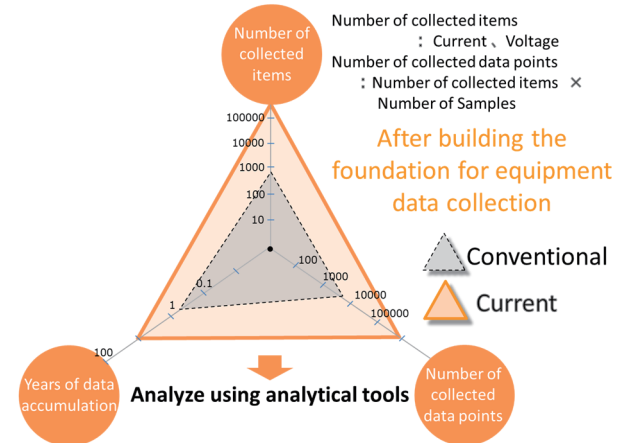 Number of
collected
items
Number of collected items
: Current、Voltage
Number of collected data points
: Number of collected items ×
Number of Samples
After building the
foundation for equipment
data collection
100000
10000
1000
100
10
100
1000
10000
100000
0.1
1
100
Conventional
Current
Years of data
accumulation
Analyze using analytical tools
Number of
collected
data points